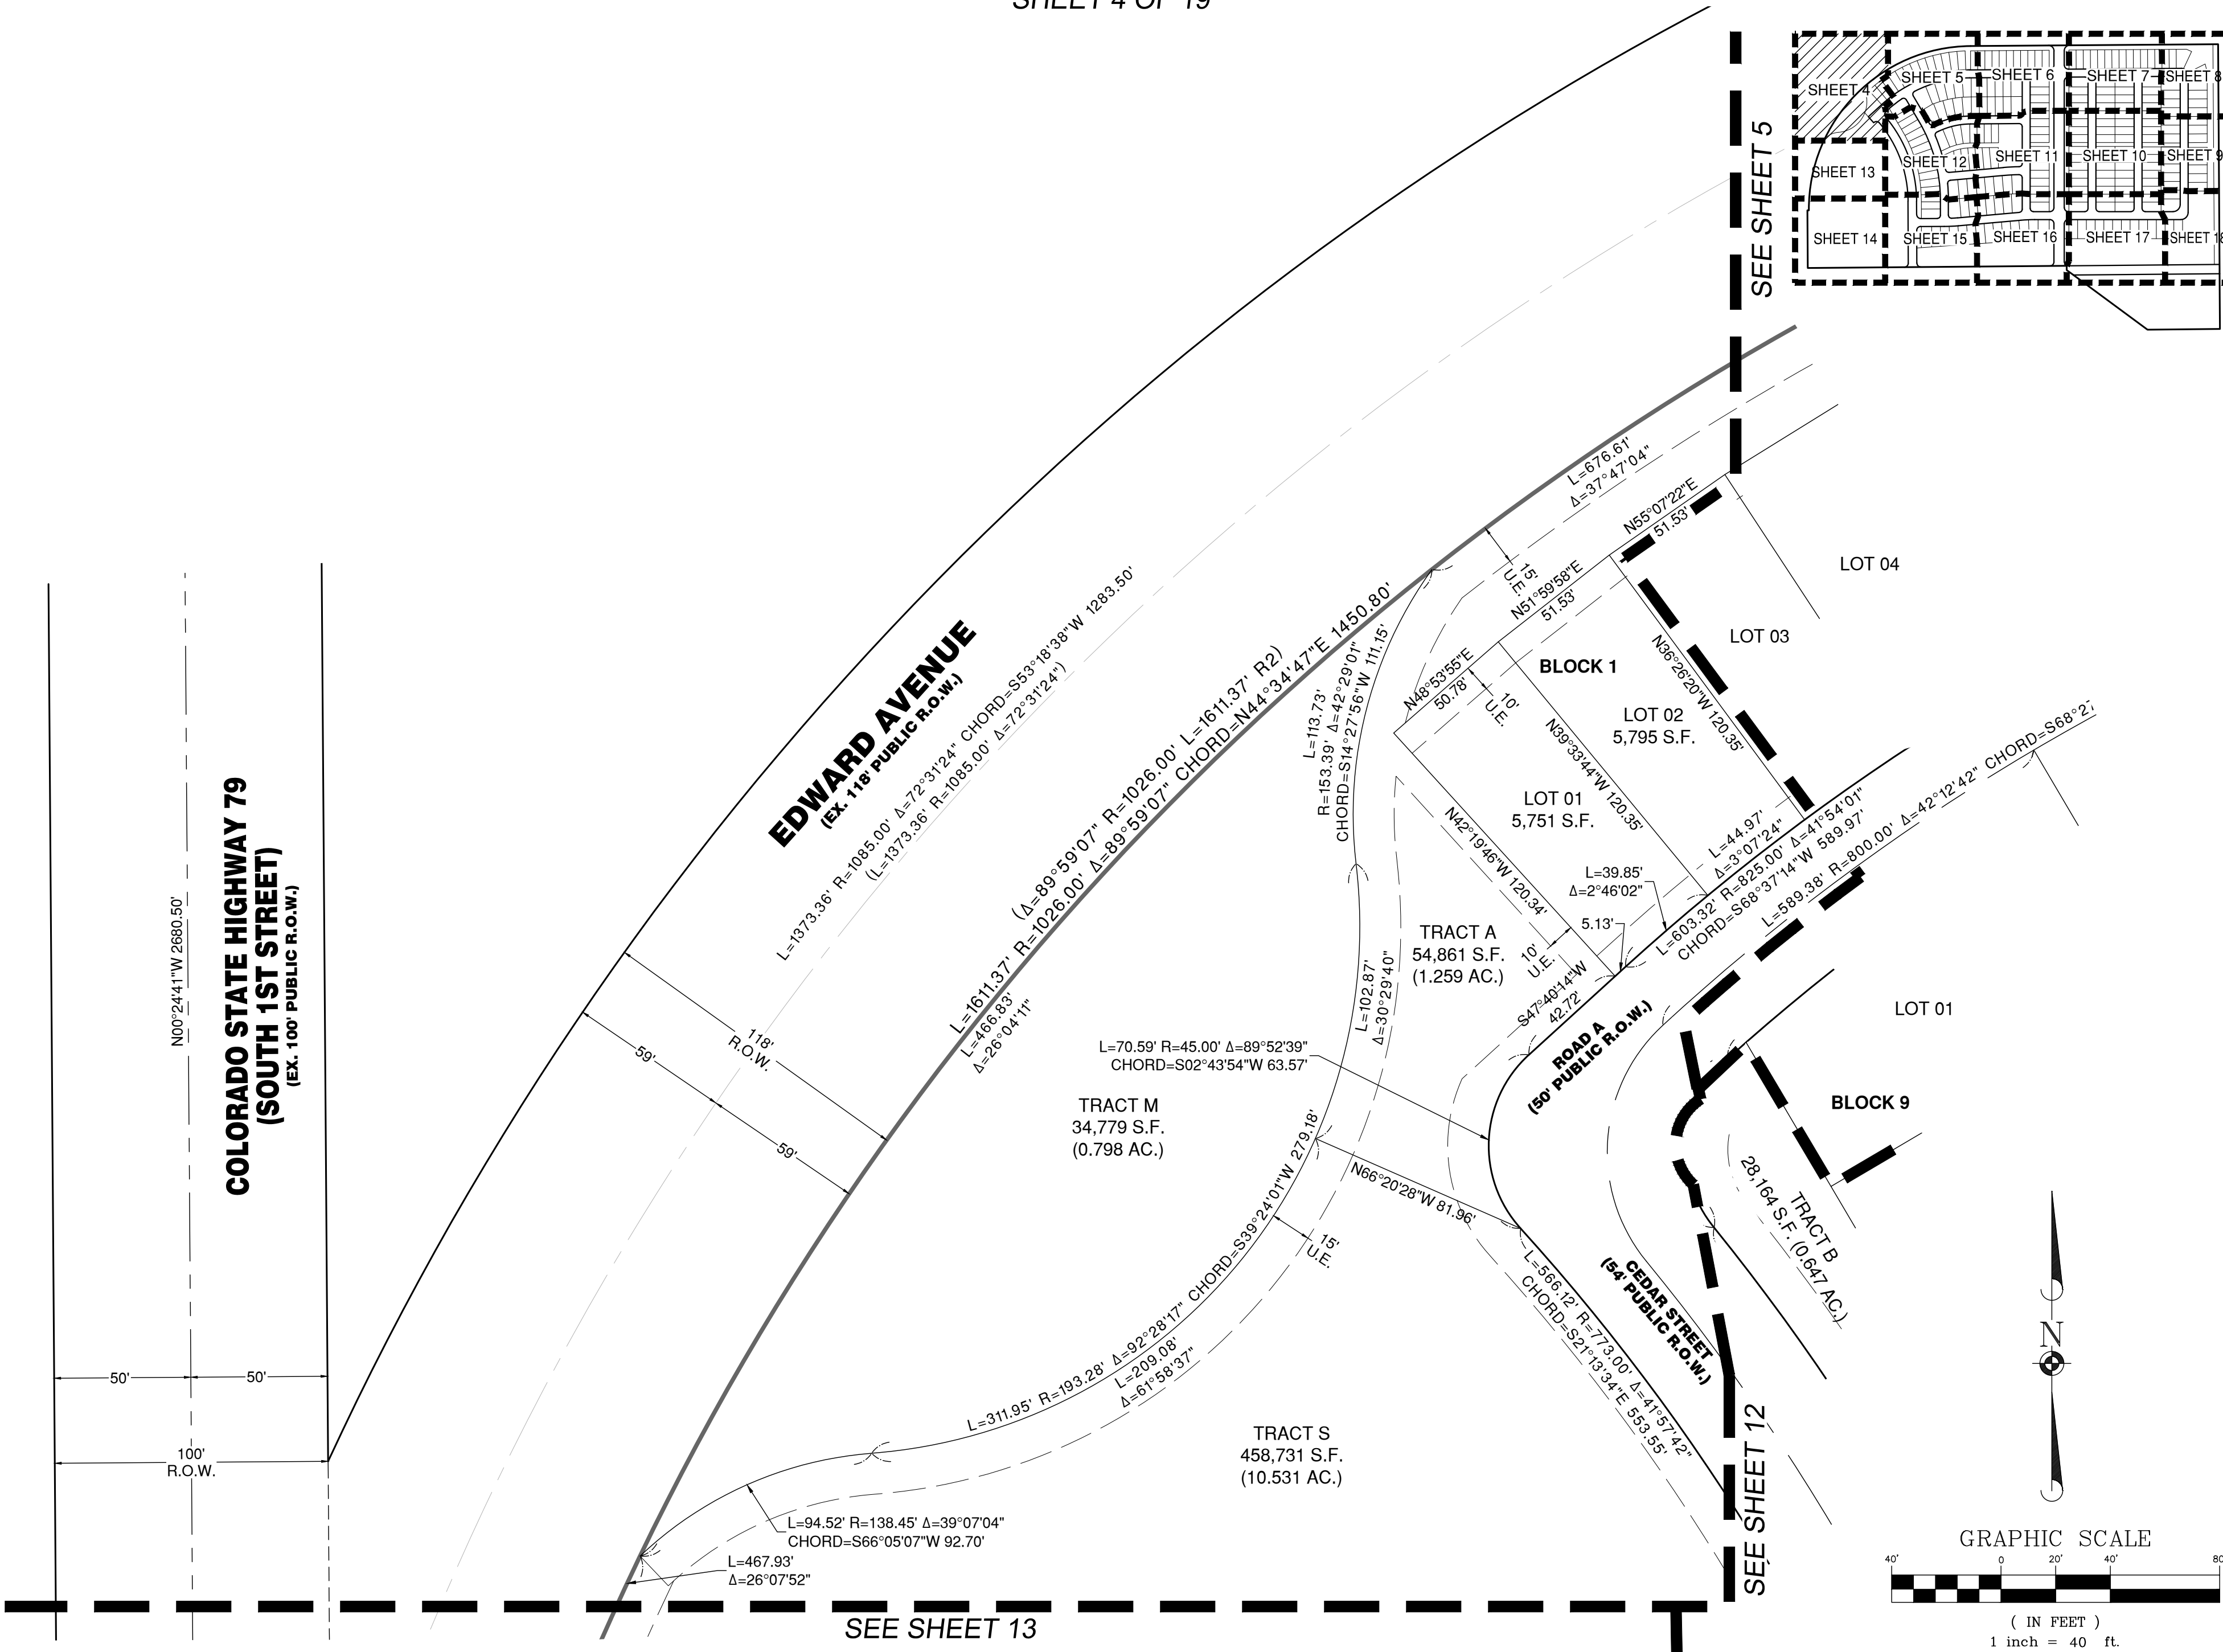 SHEET 4 OF 19
SHEET 4
SHEET 5
SHEET 6
SHEET 7
SHEET 8
SHEET 13
SHEET 12
SHEET 11
SHEET 10
SHEET 9
SHEET 14
SHEET 15
SHEET 16
SHEET 17
SHEET 18
SEE SHEET 5
L=676.61'
Δ=37°47'04"
N55°07'22"E
51.53'
15'
U.E.
N51°59'58"E
51.53'
LOT 04
LOT 03
N48°53'55"E
50.78'
10'
U.E.
BLOCK 1
N36°26'20"W 120.35'
LOT 02
5,795 S.F.
N39°33'44"W 120.35'
LOT 01
5,751 S.F.
N42°19'46"W 120.34'
L=44.97'
Δ=3°07'24"
L=39.85'
Δ=2°46'02"
5.13'
L=603.32' R=825.00' Δ=41°54'01"
CHORD=S68°37'14"W 589.97'
L=589.38' R=800.00' Δ=42°12'42" CHORD=S68°27
EDWARD AVENUE
(EX. 118' PUBLIC R.O.W.)
L=1373.36' R=1085.00' Δ=72°31'24" CHORD=S53°18'38"W 1283.50'
(L=1373.36' R=1085.00' Δ=72°31'24")
(Δ=89°59'07" R=1026.00' L=1611.37' R2)
L=1611.37' R=1026.00' Δ=89°59'07" CHORD=N44°34'47"E 1450.80'
L=466.83'
Δ=26°04'11"
L=113.73'
R=153.39' Δ=42°29'01"
CHORD=S14°27'56"W 111.15'
TRACT A
54,861 S.F.
(1.259 AC.)
10'
U.E.
S47°40'14"W
42.72'
L=102.87'
Δ=30°29'40"
ROAD A
(50' PUBLIC R.O.W.)
LOT 01
BLOCK 9
COLORADO STATE HIGHWAY 79
(SOUTH 1ST STREET)
(EX. 100' PUBLIC R.O.W.)
N00°24'41"W 2680.50'
118'
R.O.W.
59'
59'
L=70.59' R=45.00' Δ=89°52'39"
CHORD=S02°43'54"W 63.57'
TRACT M
34,779 S.F.
(0.798 AC.)
N66°20'28"W 81.96'
TRACT B
28,164 S.F. (0.647 AC.)
15'
U.E.
L=311.95' R=193.28' Δ=92°28'17" CHORD=S39°24'01"W 279.18'
L=209.08'
Δ=61°58'37"
CEDAR STREET
(54' PUBLIC R.O.W.)
L=566.12' R=773.00' Δ=41°57'42"
CHORD=S21°13'34"E 553.55'
50'
50'
100'
R.O.W.
TRACT S
458,731 S.F.
(10.531 AC.)
L=94.52' R=138.45' Δ=39°07'04"
CHORD=S66°05'07"W 92.70'
L=467.93'
Δ=26°07'52"
SEE SHEET 12
SEE SHEET 13
N
GRAPHIC SCALE
40' 0 20' 40' 80
( IN FEET )
1 inch = 40 ft.